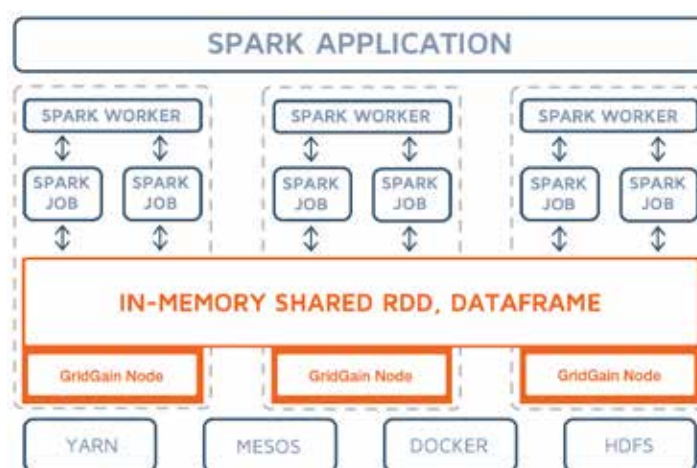 SPARK APPLICATION
SPARK WORKER
SPARK WORKER
SPARK WORKER
SPARK
JOB
SPARK
JOB
SPARK
JOB
SPARK
JOB
SPARK
JOB
SPARK
JOB
IN-MEMORY SHARED RDD, DATAFRAME
GridGain Node
GridGain Node
GridGain Node
YARN
MESOS
DOCKER
HDFS